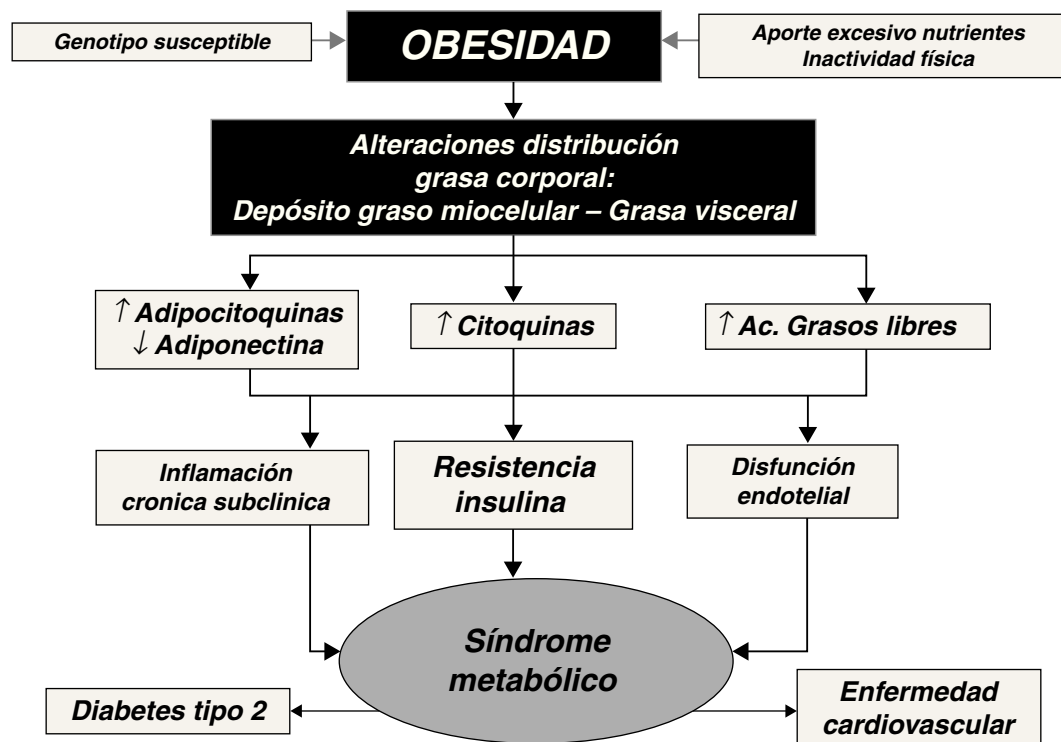 Genotipo susceptible
OBESIDAD
Aporte excesivo nutrientes
Inactividad física
Alteraciones distribución
grasa corporal:
Depósito graso miocelular – Grasa visceral
↑ Adipocitoquinas
↓ Adiponectina
↑ Citoquinas
↑ Ac. Grasos libres
Inflamación
cronica subclinica
Resistencia
insulina
Disfunción
endotelial
Síndrome
metabólico
Diabetes tipo 2
Enfermedad
cardiovascular